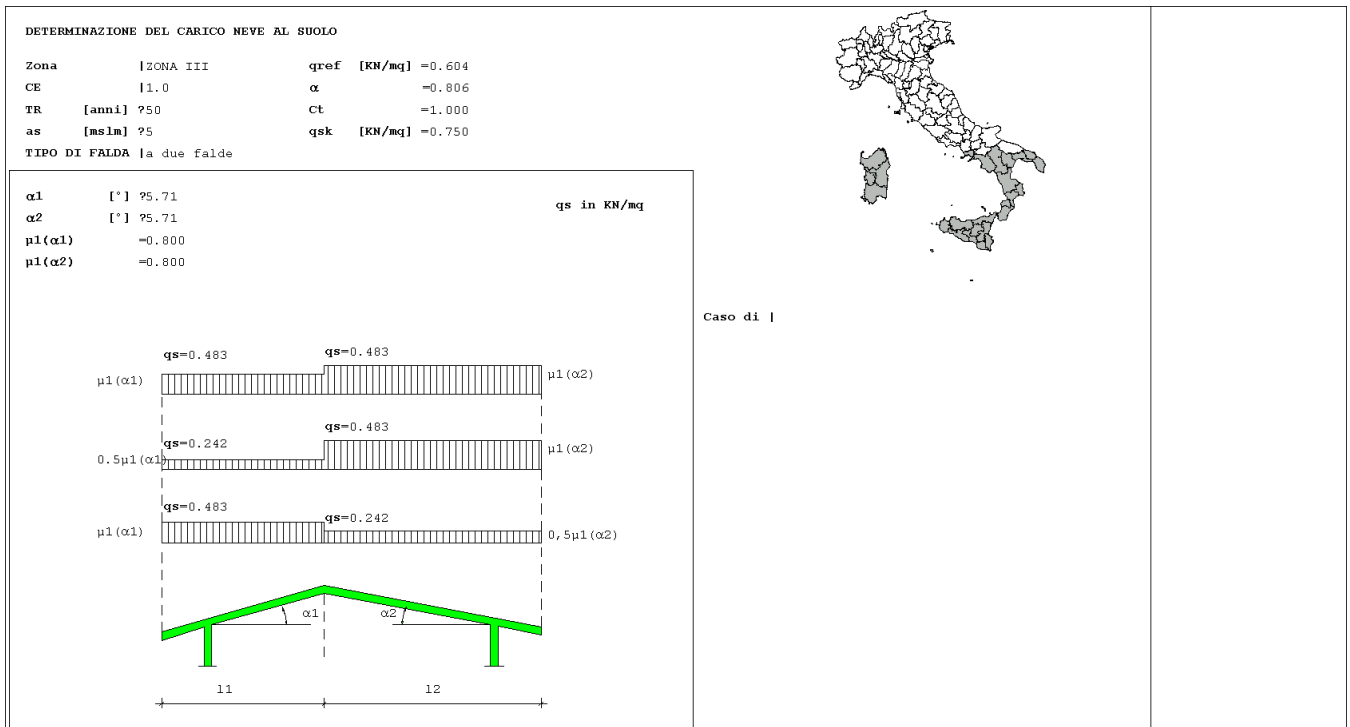 DETERMINAZIONE DEL CARICO NEVE AL SUOLO
Zona |ZONA III qref [KN/mq] =0.604
CE |1.0 α =0.806
TR [anni] ?50 Ct =1.000
as [mslm] ?5 qsk [KN/mq] =0.750
TIPO DI FALDA |a due falde
α1 [°] ?5.71
qs in KN/mq
α2 [°] ?5.71
μ1(α1) =0.800
μ1(α2) =0.800
Caso di |
qs=0.483 qs=0.483
μ1(α1) μ1(α2)
qs=0.242 qs=0.483
0.5μ1(α1) μ1(α2)
qs=0.483 qs=0.242
μ1(α1) 0,5μ1(α2)
α1 α2
l1 l2